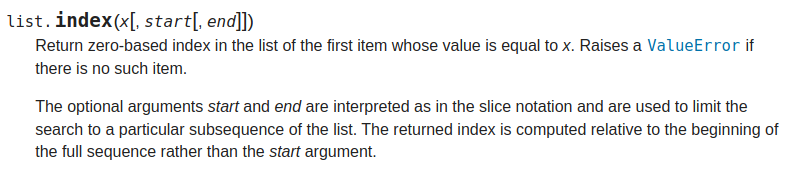 list.index(x[, start[, end]])
Return zero-based index in the list of the first item whose value is equal to x. Raises a ValueError if
there is no such item.
The optional arguments start and end are interpreted as in the slice notation and are used to limit the
search to a particular subsequence of the list. The returned index is computed relative to the beginning of
the full sequence rather than the start argument.